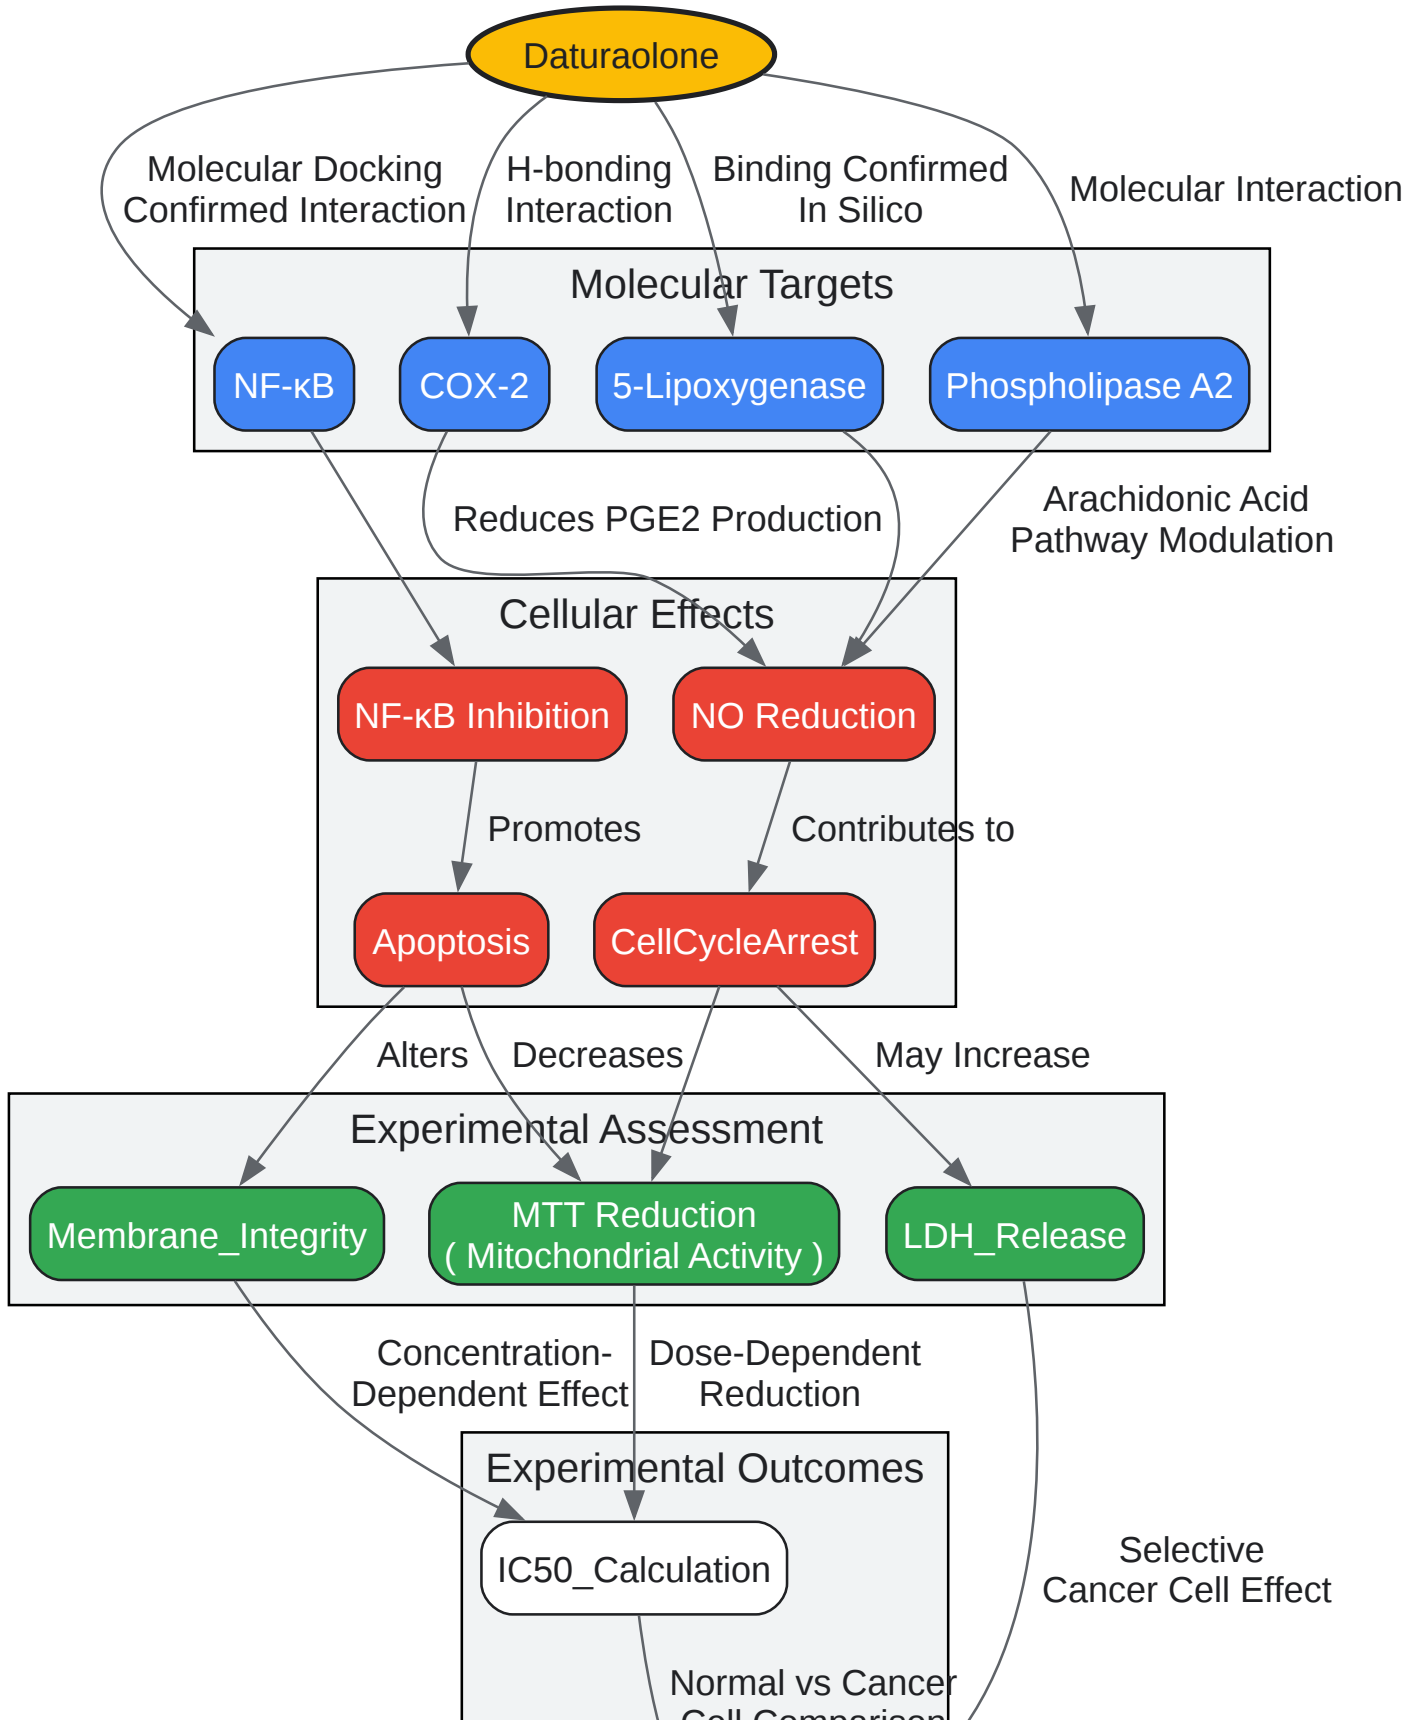 Daturaolone
Molecular Docking
Confirmed Interaction
H-bonding
Interaction
Binding Confirmed
In Silico
Molecular Interaction
Molecular Targets
NF-κB
COX-2
5-Lipoxygenase
Phospholipase A2
Reduces PGE2 Production
Arachidonic Acid
Pathway Modulation
Cellular Effects
NF-κB Inhibition
NO Reduction
Promotes
Contributes to
Apoptosis
CellCycleArrest
Alters
Decreases
May Increase
Experimental Assessment
Membrane_Integrity
MTT Reduction
( Mitochondrial Activity )
LDH_Release
Concentration-
Dependent Effect
Dose-Dependent
Reduction
Experimental Outcomes
IC50_Calculation
Selective
Cancer Cell Effect
Normal vs Cancer
Cell Comparison